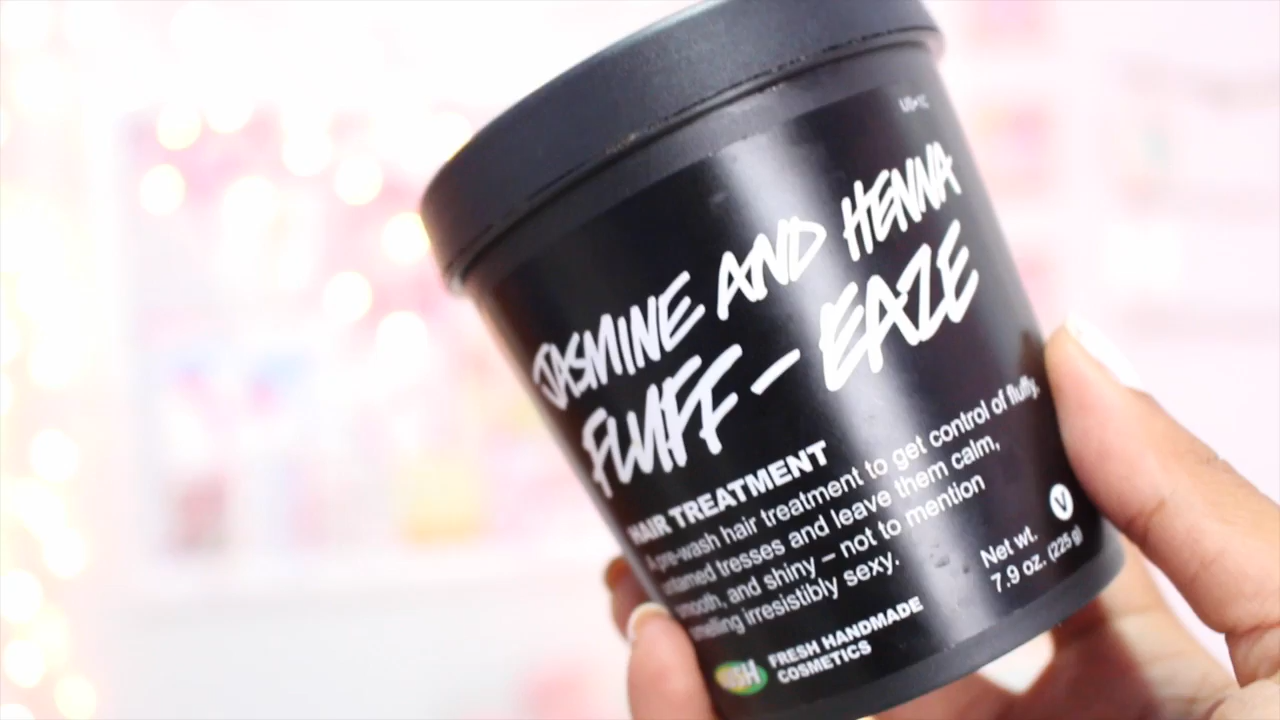 JASMINE AND HENNA
FLUFF - EAZE
HAIR TREATMENT
A pre-wash hair treatment to get control of fluffy,
untamed tresses and leave them calm,
smooth, and shiny – not to mention
smelling irresistibly sexy.
V
Net wt.
7.9 oz. (225 g)
LUSH
FRESH HANDMADE
COSMETICS